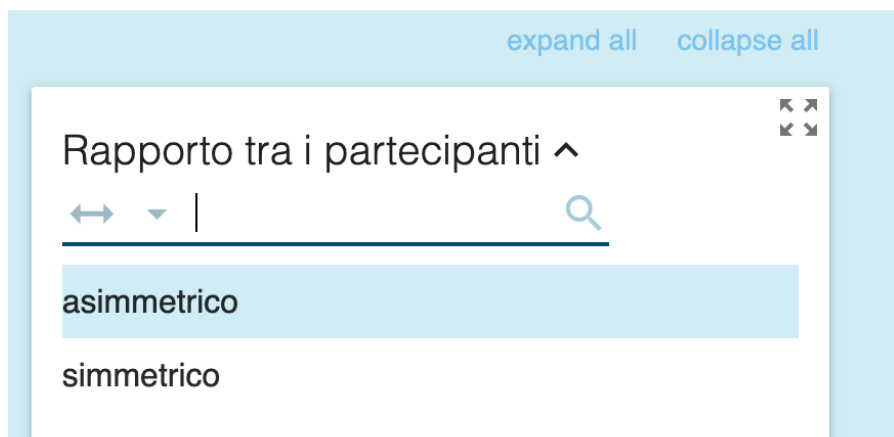 expand all collapse all
Rapporto tra i partecipanti
asimmetrico
simmetrico